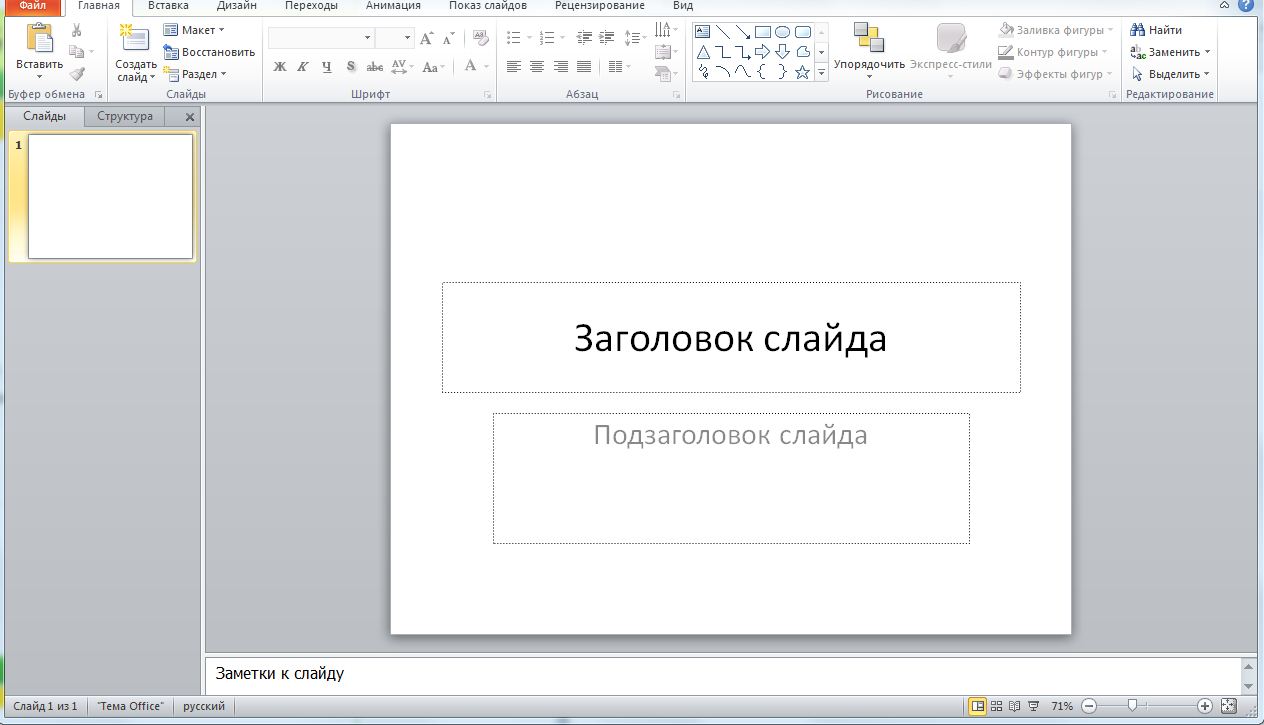 Файл Главная Вставка Дизайн Переходы Анимация Показ слайдов Рецензирование Вид
Вставить
Буфер обмена
Создать слайд
Макет
Восстановить
Раздел
Слайды
Ж К Ч S abc AV Aa A
Шрифт
Абзац
Упорядочить
Экспресс-стили
Заливка фигуры
Контур фигуры
Эффекты фигур
Рисование
Найти
Заменить
Выделить
Редактирование
Слайды Структура
1
Заголовок слайда
Подзаголовок слайда
Заметки к слайду
Слайд 1 из 1 "Тема Office" русский 71%